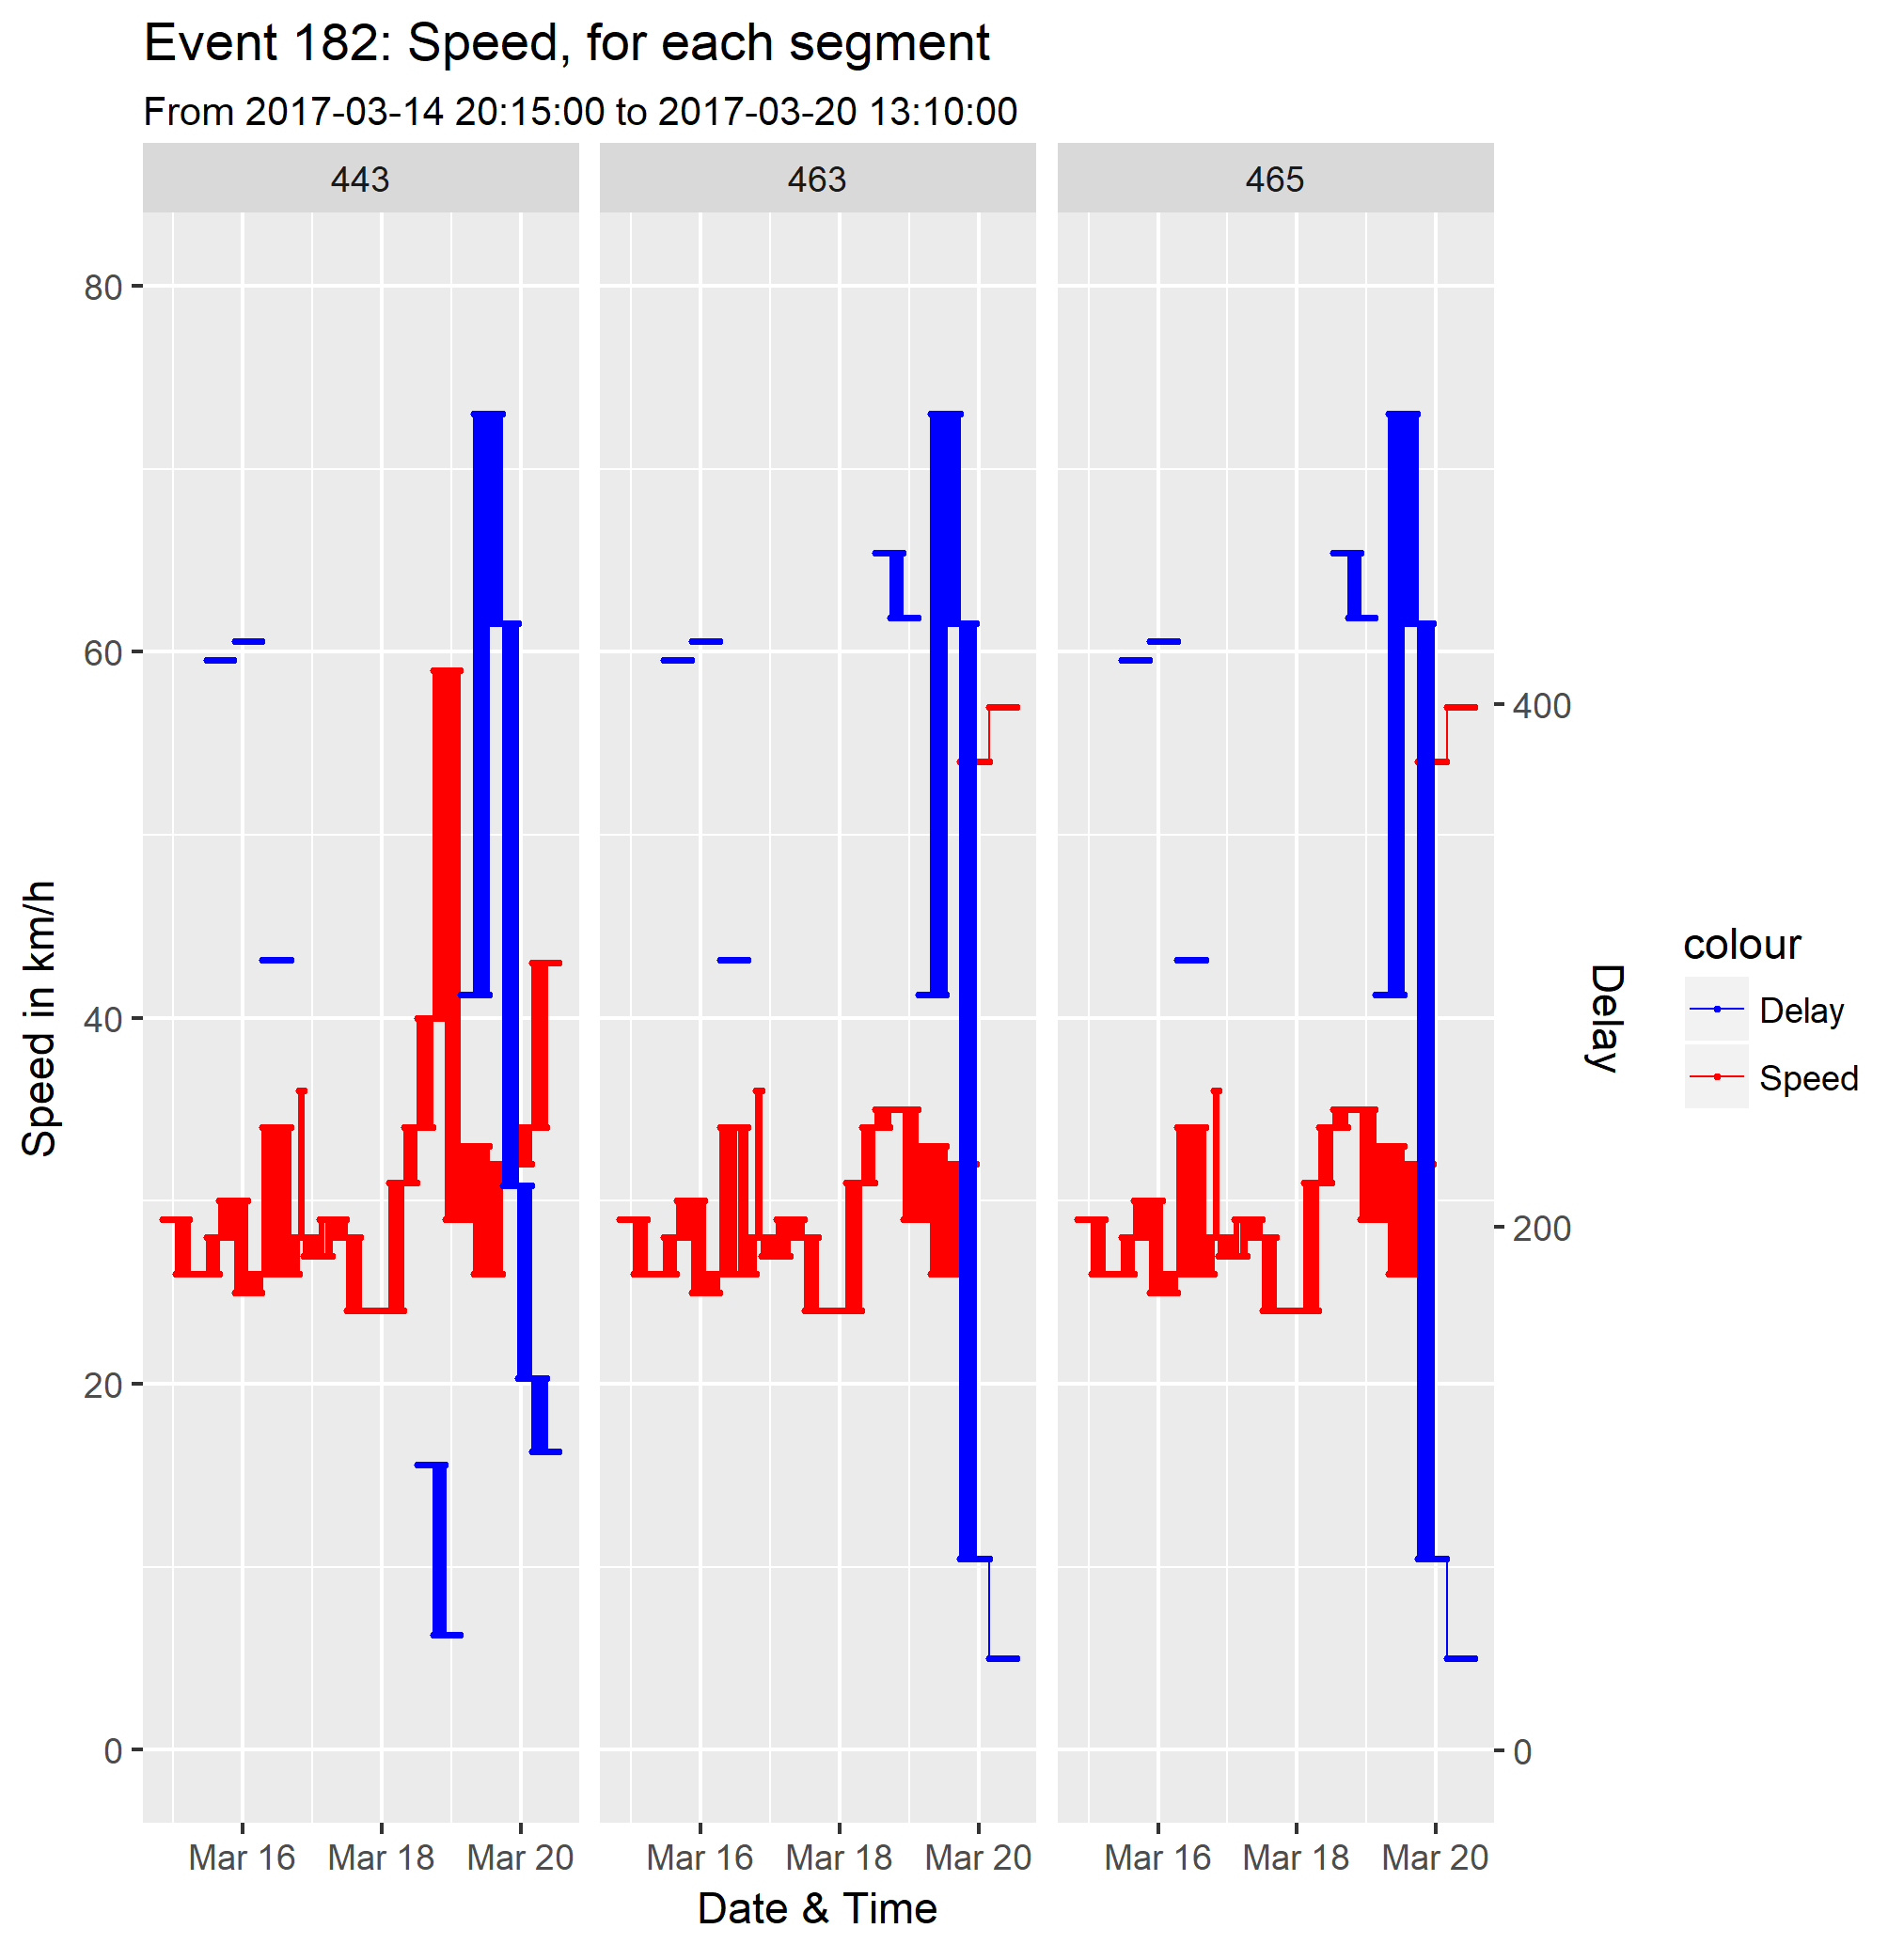 Event 182: Speed, for each segment
From 2017-03-14 20:15:00 to 2017-03-20 13:10:00
443
463
465
80
60
40
20
0
Speed in km/h
400
200
0
Delay
Mar 16
Mar 18
Mar 20
Mar 16
Mar 18
Mar 20
Mar 16
Mar 18
Mar 20
Date & Time
colour
Delay
Speed